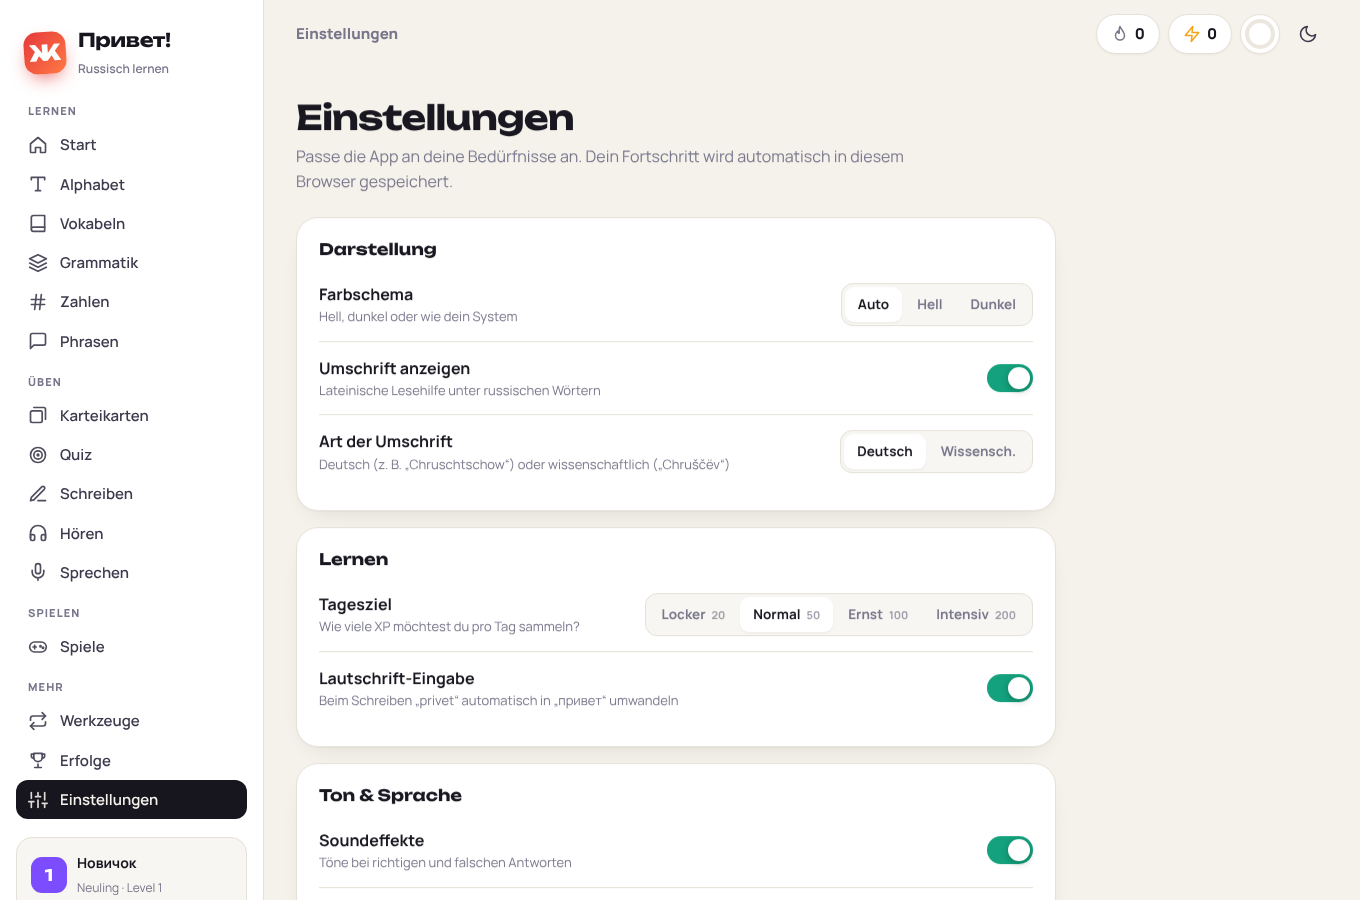 Ж
Привет!
Russisch lernen
LERNEN
Start
Alphabet
Vokabeln
Grammatik
Zahlen
Phrasen
ÜBEN
Karteikarten
Quiz
Schreiben
Hören
Sprechen
SPIELEN
Spiele
MEHR
Werkzeuge
Erfolge
Einstellungen
1
Новичок
Neuling · Level 1
Einstellungen
0
0
Einstellungen
Passe die App an deine Bedürfnisse an. Dein Fortschritt wird automatisch in diesem
Browser gespeichert.
Darstellung
Farbschema
Hell, dunkel oder wie dein System
Auto Hell Dunkel
Umschrift anzeigen
Lateinische Lesehilfe unter russischen Wörtern
Art der Umschrift
Deutsch (z. B. „Chruschtschow“) oder wissenschaftlich („Chruščëv“)
Deutsch Wissensch.
Lernen
Tagesziel
Wie viele XP möchtest du pro Tag sammeln?
Locker 20 Normal 50 Ernst 100 Intensiv 200
Lautschrift-Eingabe
Beim Schreiben „privet“ automatisch in „привет“ umwandeln
Ton & Sprache
Soundeffekte
Töne bei richtigen und falschen Antworten